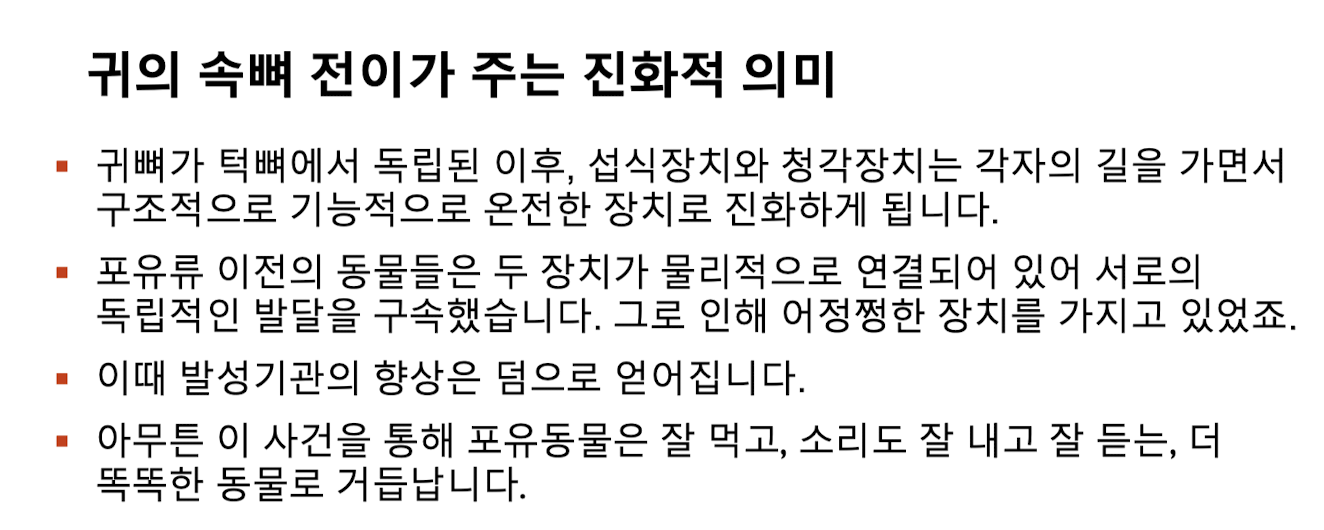 귀의 속뼈 전이가 주는 진화적 의미
▪ 귀뼈가 턱뼈에서 독립된 이후, 섭식장치와 청각장치는 각자의 길을 가면서
구조적으로 기능적으로 온전한 장치로 진화하게 됩니다.
▪ 포유류 이전의 동물들은 두 장치가 물리적으로 연결되어 있어 서로의
독립적인 발달을 구속했습니다. 그로 인해 어정쩡한 장치를 가지고 있었죠.
▪ 이때 발성기관의 향상은 덤으로 얻어집니다.
▪ 아무튼 이 사건을 통해 포유동물은 잘 먹고, 소리도 잘 내고 잘 듣는, 더
똑똑한 동물로 거듭납니다.